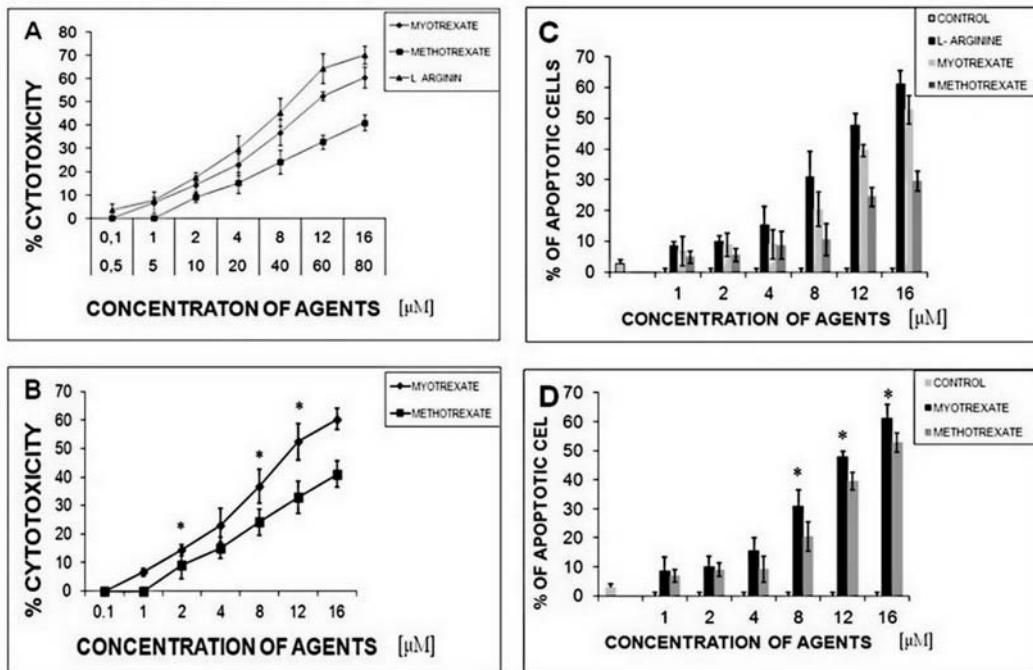 A
MYOTREXATE
METHOTREXATE
L. ARGININ
% CYTOTOXICITY
80
70
60
50
40
30
20
10
0
0,1 1 2 4 8 12 16
0,5 5 10 20 40 60 80
CONCENTRATON OF AGENTS [µM]
C
CONTROL
L- ARGININE
MYOTREXATE
METHOTREXATE
% OF APOPTOTIC CELLS
70
60
50
40
30
20
10
0
1 2 4 8 12 16
CONCENTRATION OF AGENTS [µM]
B
MYOTREXATE
METHOTREXATE
% CYTOTOXICITY
70
60
50
40
30
20
10
0
* * *
0.1 1 2 4 8 12 16
CONCENTRATION OF AGENTS [µM]
D
CONTROL
MYOTREXATE
METHOTREXATE
% OF APOPTOTIC CEL
70
60
50
40
30
20
10
0
* * *
1 2 4 8 12 16
CONCENTRATION OF AGENTS [µM]